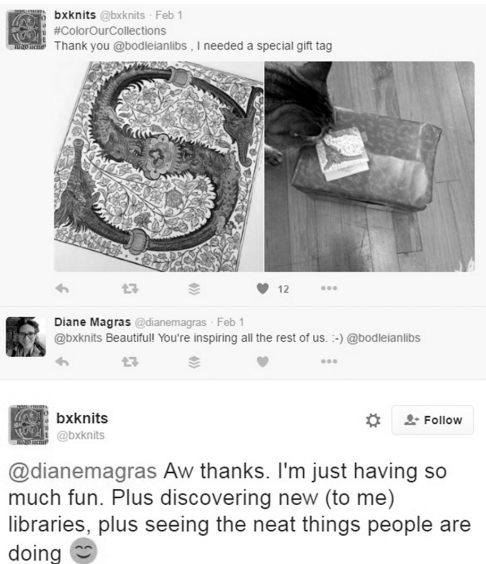 bxknits @bxknits · Feb 1
#ColorOurCollections
Thank you @bodleianlibs , I needed a special gift tag
12
Diane Magras @dianemagras · Feb 1
@bxknits Beautiful! You're inspiring all the rest of us. :-) @bodleianlibs
bxknits
@bxknits
Follow
@dianemagras Aw thanks. I'm just having so
much fun. Plus discovering new (to me)
libraries, plus seeing the neat things people are
doing 😊